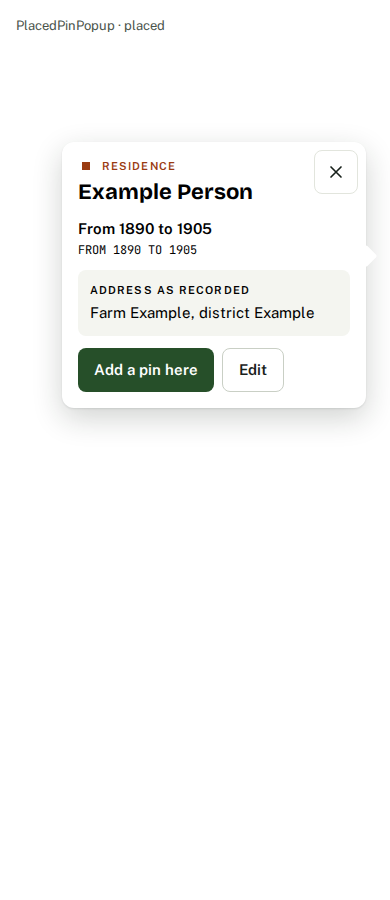 PlacedPinPopup · placed
RESIDENCE
Example Person
From 1890 to 1905
FROM 1890 TO 1905
ADDRESS AS RECORDED
Farm Example, district Example
Add a pin here
Edit